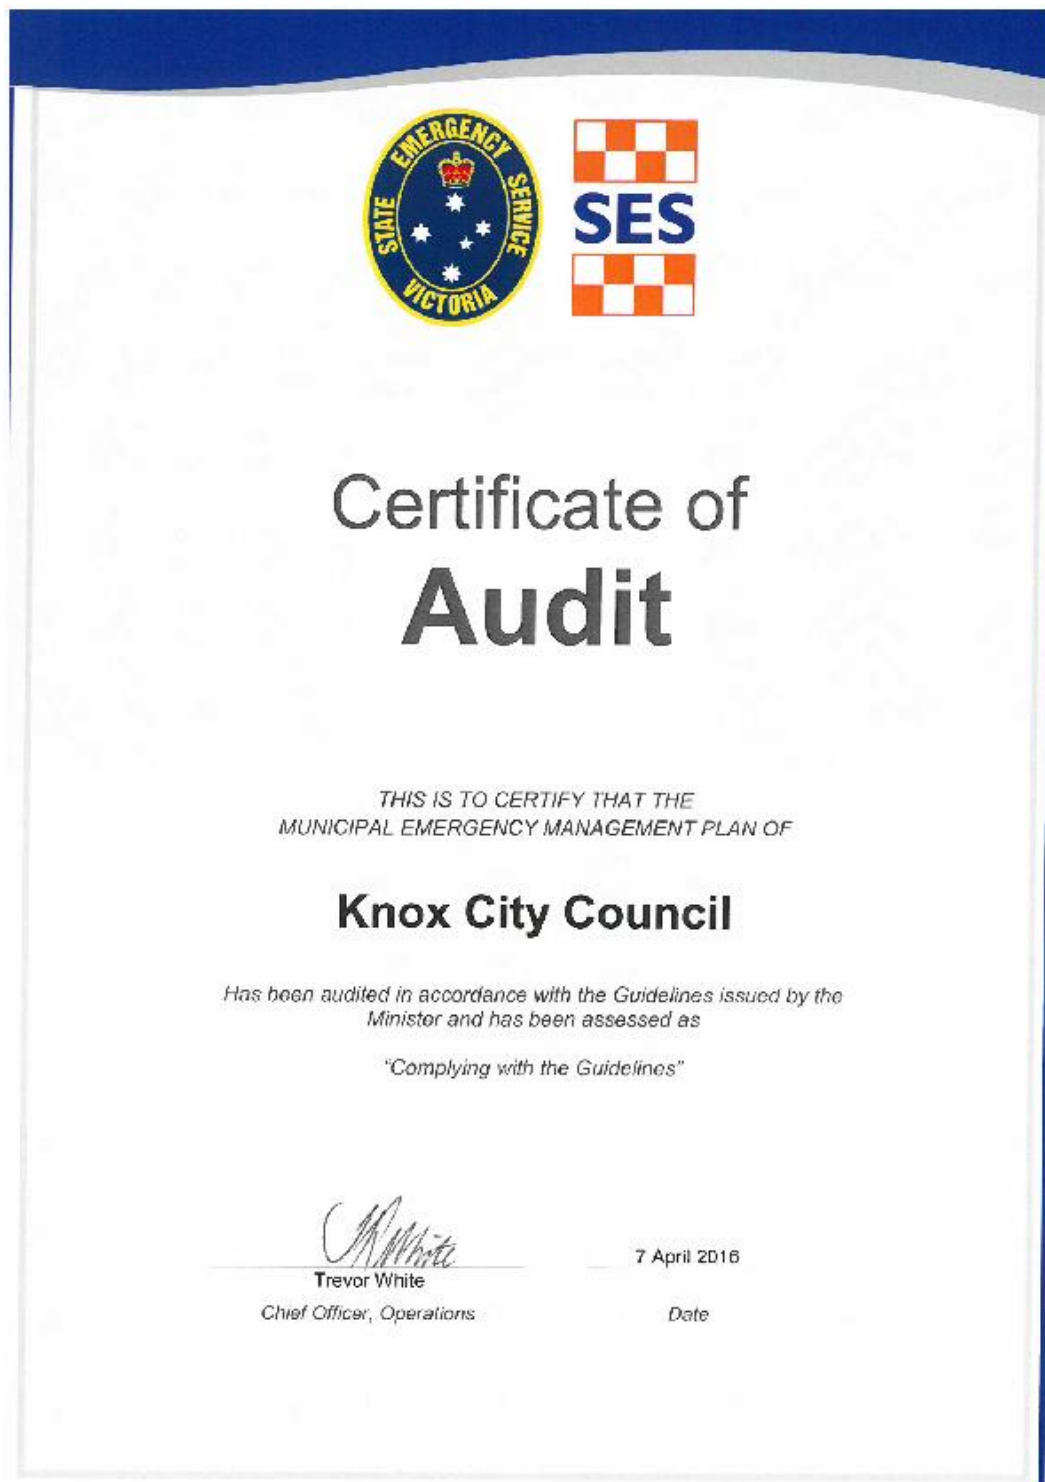 STATE EMERGENCY SERVICE
VICTORIA
SES
Certificate of
Audit
THIS IS TO CERTIFY THAT THE
MUNICIPAL EMERGENCY MANAGEMENT PLAN OF
Knox City Council
Has been audited in accordance with the Guidelines issued by the
Minister and has been assessed as
"Complying with the Guidelines"
Trevor White
7 April 2016
Chief Officer, Operations
Date